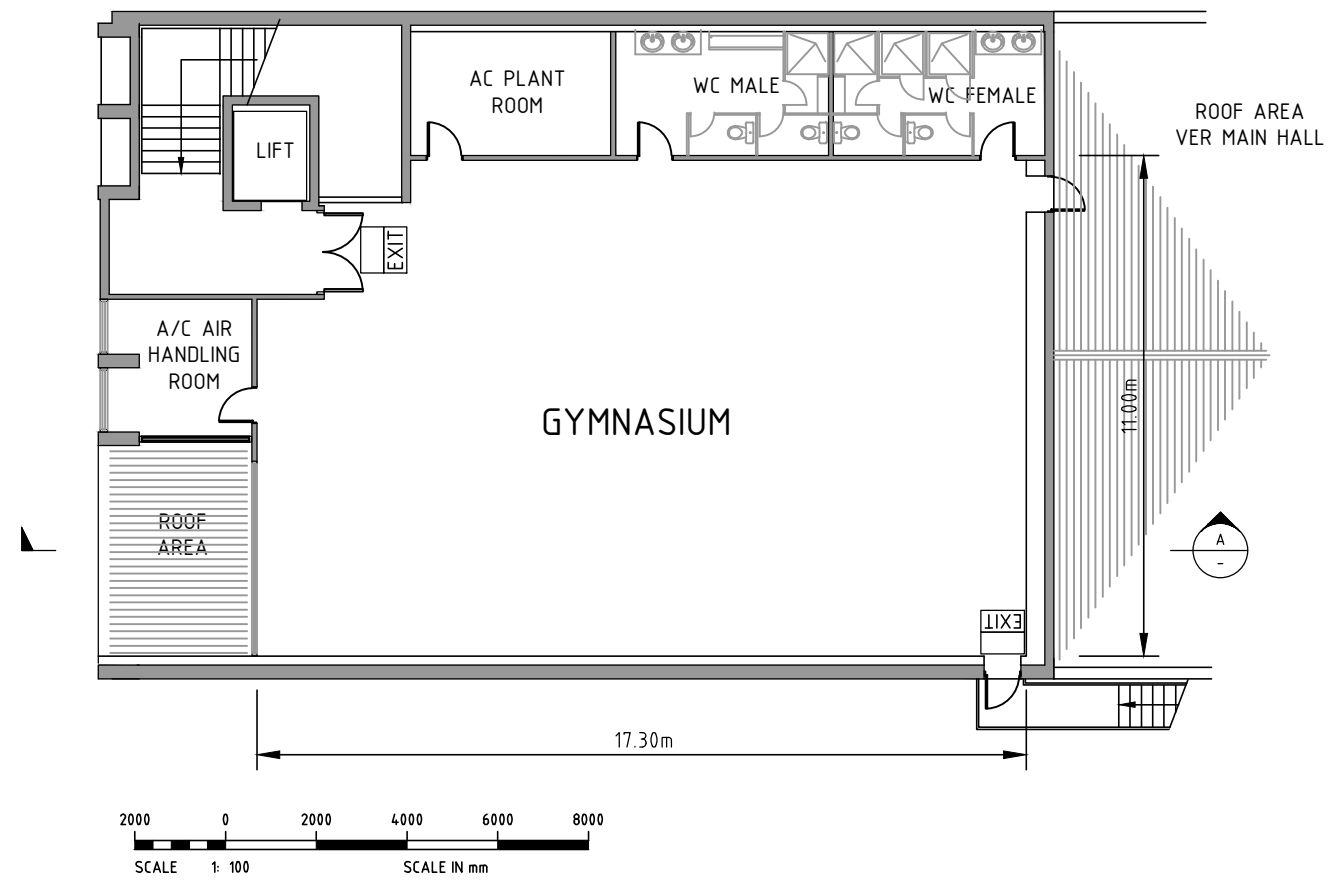 AC PLANT
ROOM
WC MALE
WC FEMALE
ROOF AREA
VER MAIN HALL
LIFT
EXIT
A/C AIR
HANDLING
ROOM
GYMNASIUM
11.00m
ROOF
AREA
A
-
EXIT
17.30m
2000 0 2000 4000 6000 8000
SCALE 1: 100 SCALE IN mm